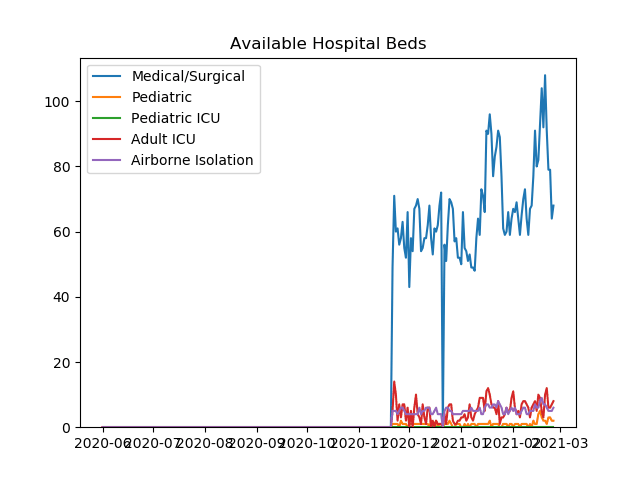 Available Hospital Beds
Medical/Surgical
Pediatric
Pediatric ICU
Adult ICU
Airborne Isolation
100
80
60
40
20
0
2020-06 2020-07 2020-08 2020-09 2020-10 2020-11 2020-12 2021-01 2021-02 2021-03